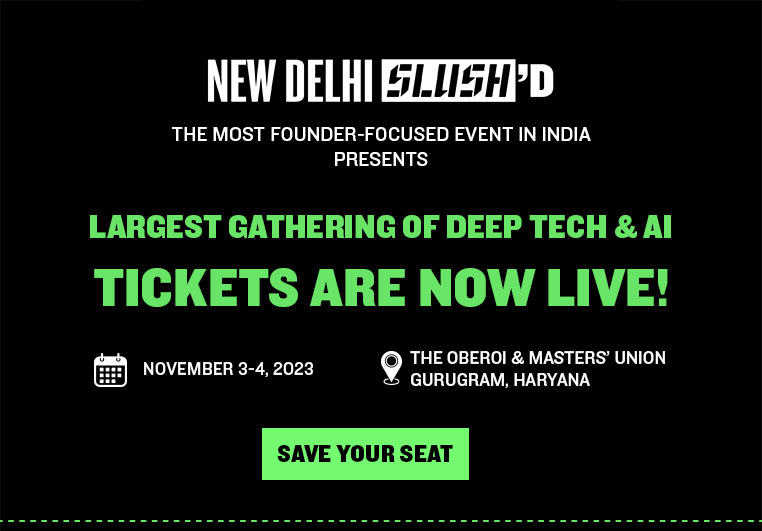 NEW DELHI SLUSH'D
THE MOST FOUNDER-FOCUSED EVENT IN INDIA
PRESENTS
LARGEST GATHERING OF DEEP TECH & AI
TICKETS ARE NOW LIVE!
NOVEMBER 3-4, 2023
THE OBEROI & MASTERS' UNION
GURUGRAM, HARYANA
SAVE YOUR SEAT